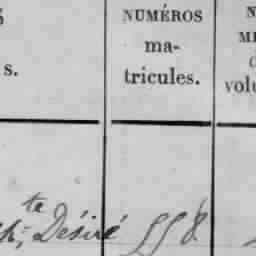 s.
NUMÉROS
ma-
tricules.
volu
te
Désiré 558.